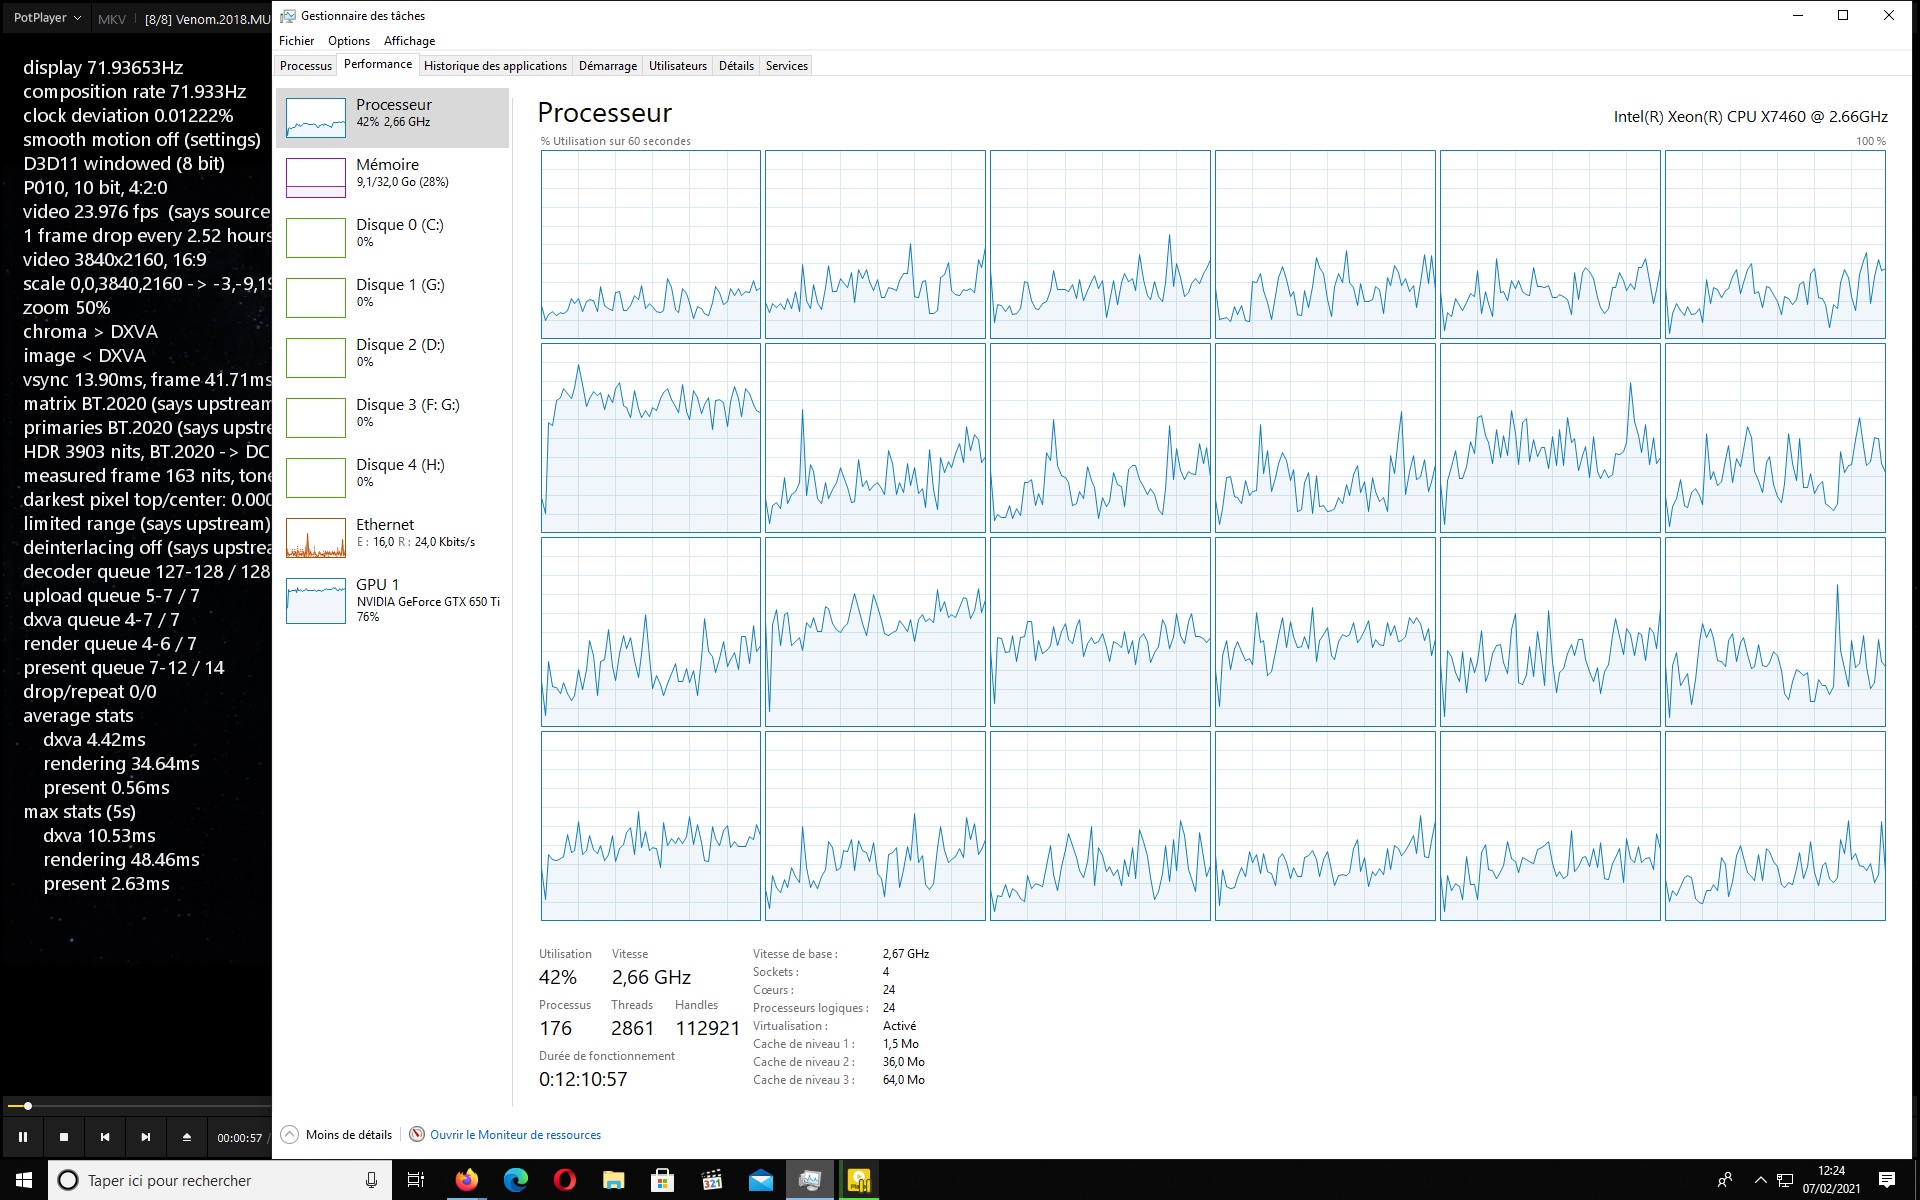 PotPlayer MKV [8/8] Venom.2018.MU
display 71.93653Hz
composition rate 71.933Hz
clock deviation 0.01222%
smooth motion off (settings)
D3D11 windowed (8 bit)
P010, 10 bit, 4:2:0
video 23.976 fps (says source
1 frame drop every 2.52 hours
video 3840x2160, 16:9
scale 0,0,3840,2160 -> -3,-9,19
zoom 50%
chroma > DXVA
image < DXVA
vsync 13.90ms, frame 41.71ms
matrix BT.2020 (says upstream
primaries BT.2020 (says upstre
HDR 3903 nits, BT.2020 -> DC
measured frame 163 nits, tone
darkest pixel top/center: 0.000
limited range (says upstream)
deinterlacing off (says upstrea
decoder queue 127-128 / 128
upload queue 5-7 / 7
dxva queue 4-7 / 7
render queue 4-6 / 7
present queue 7-12 / 14
drop/repeat 0/0
average stats
dxva 4.42ms
rendering 34.64ms
present 0.56ms
max stats (5s)
dxva 10.53ms
rendering 48.46ms
present 2.63ms
00:00:57 /
Gestionnaire des tâches
Fichier Options Affichage
Processus Performance Historique des applications Démarrage Utilisateurs Détails Services
Processeur
42% 2,66 GHz
Mémoire
9,1/32,0 Go (28%)
Disque 0 (C:)
0%
Disque 1 (G:)
0%
Disque 2 (D:)
0%
Disque 3 (F: G:)
0%
Disque 4 (H:)
0%
Ethernet
E : 16,0 R : 24,0 Kbits/s
GPU 1
NVIDIA GeForce GTX 650 Ti
76%
Processeur
Intel(R) Xeon(R) CPU X7460 @ 2.66GHz
% Utilisation sur 60 secondes 100 %
Utilisation Vitesse
42% 2,66 GHz
Processus Threads Handles
176 2861 112921
Durée de fonctionnement
0:12:10:57
Vitesse de base : 2,67 GHz
Sockets : 4
Cœurs : 24
Processeurs logiques : 24
Virtualisation : Activé
Cache de niveau 1 : 1,5 Mo
Cache de niveau 2 : 36,0 Mo
Cache de niveau 3 : 64,0 Mo
Moins de détails Ouvrir le Moniteur de ressources
Taper ici pour rechercher
321
12:24
07/02/2021